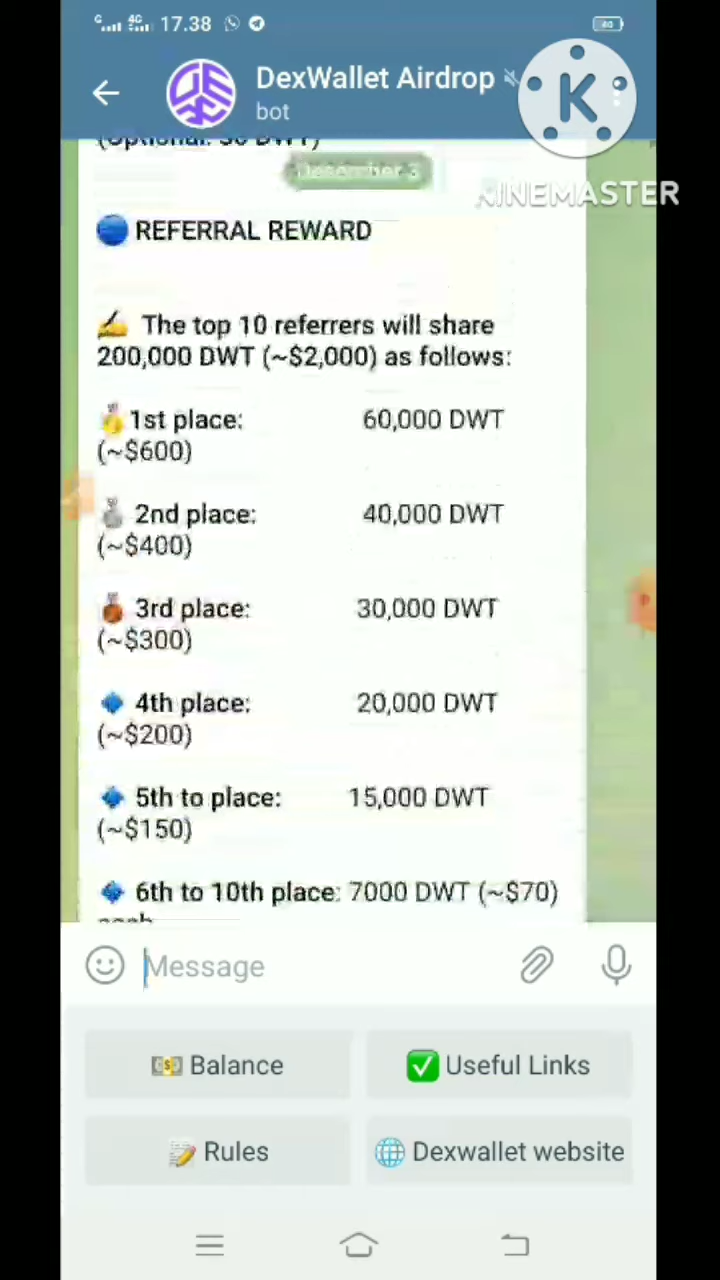 17.38
DexWallet Airdrop
bot
KINEMASTER
December 3
REFERRAL REWARD
The top 10 referrers will share
200,000 DWT (~$2,000) as follows:
1st place: 60,000 DWT
(~$600)
2nd place: 40,000 DWT
(~$400)
3rd place: 30,000 DWT
(~$300)
4th place: 20,000 DWT
(~$200)
5th to place: 15,000 DWT
(~$150)
6th to 10th place: 7000 DWT (~$70)
Message
Balance
Useful Links
Rules
Dexwallet website